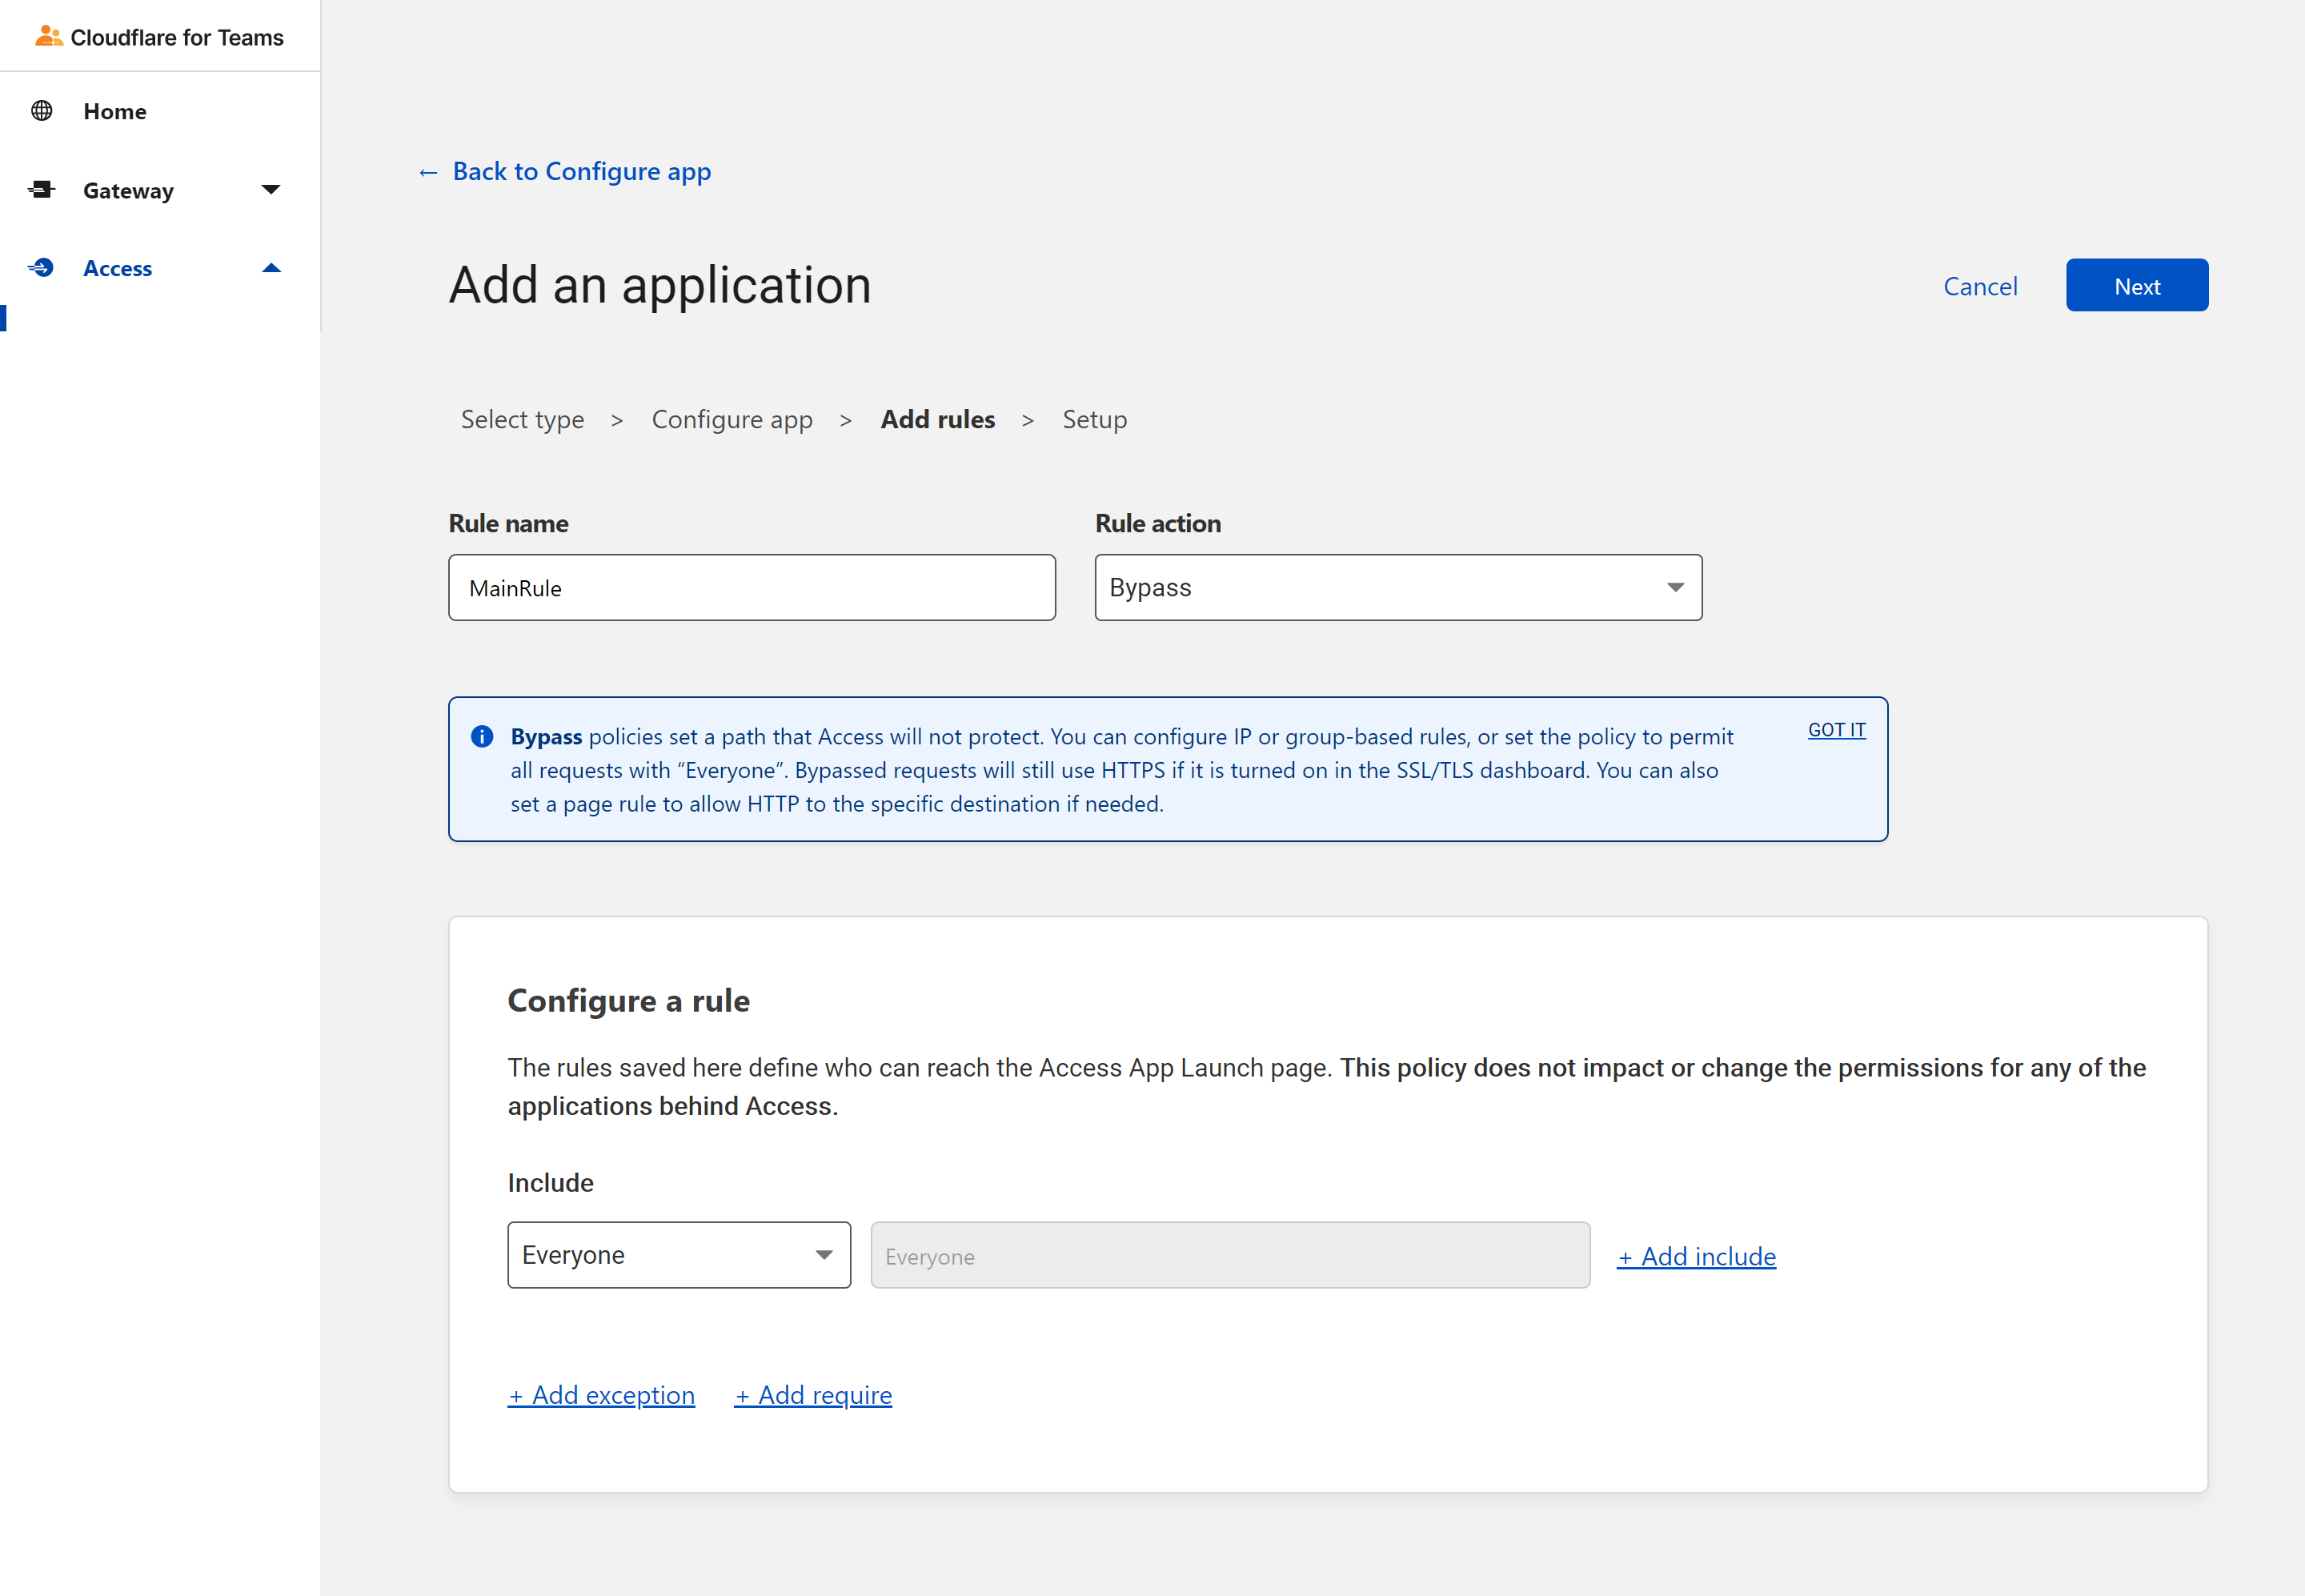 Cloudflare for Teams
Home
Gateway
Access
← Back to Configure app
Add an application
Cancel
Next
Select type > Configure app > Add rules > Setup
Rule name
Rule action
MainRule
Bypass
Bypass policies set a path that Access will not protect. You can configure IP or group-based rules, or set the policy to permit
all requests with “Everyone”. Bypassed requests will still use HTTPS if it is turned on in the SSL/TLS dashboard. You can also
set a page rule to allow HTTP to the specific destination if needed.
GOT IT
Configure a rule
The rules saved here define who can reach the Access App Launch page. This policy does not impact or change the permissions for any of the
applications behind Access.
Include
Everyone
Everyone
+ Add include
+ Add exception
+ Add require